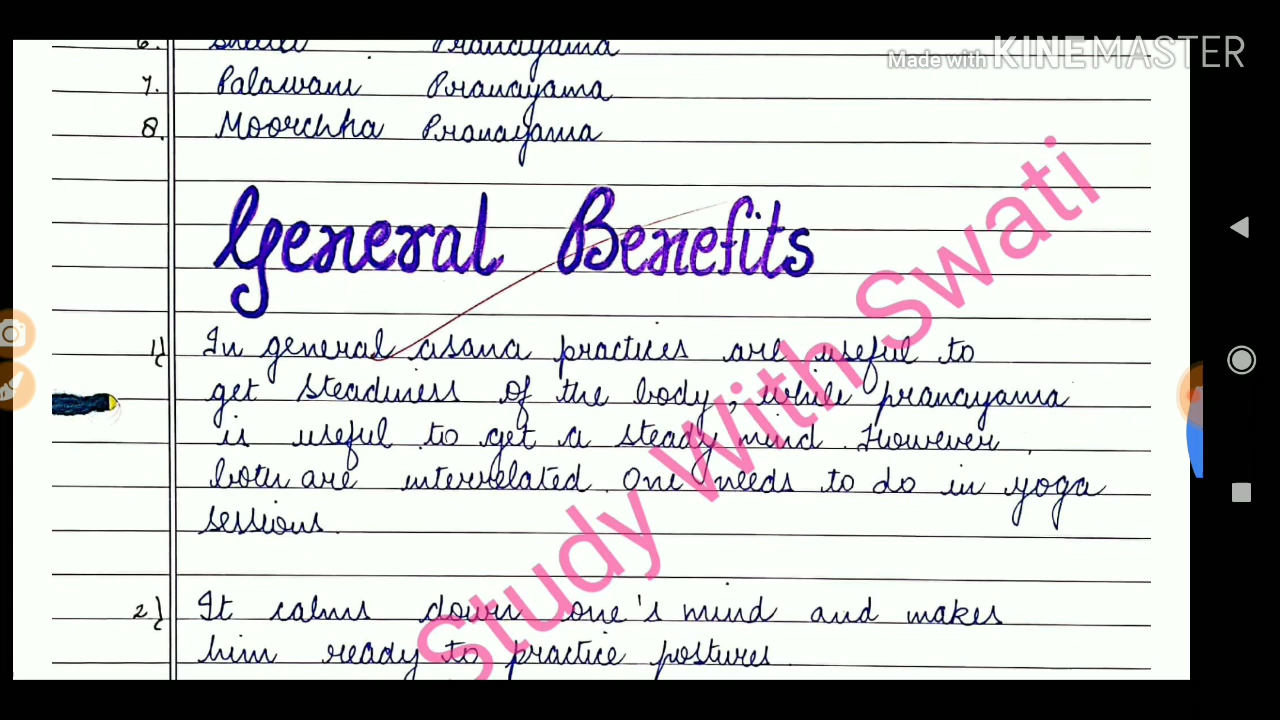 Made with KINEMASTER
6. Pranayama
7. Palawani Pranayama
8. Moorchha Pranayama
General Benefits
1) In general asana practices are useful to
get steadiness of the body, while pranayama
is useful to get a steady mind. However,
both are interrelated. One needs to do in yoga
sessions.
2) It calms down one's mind and makes
him ready to practice postures.
Study With Swati